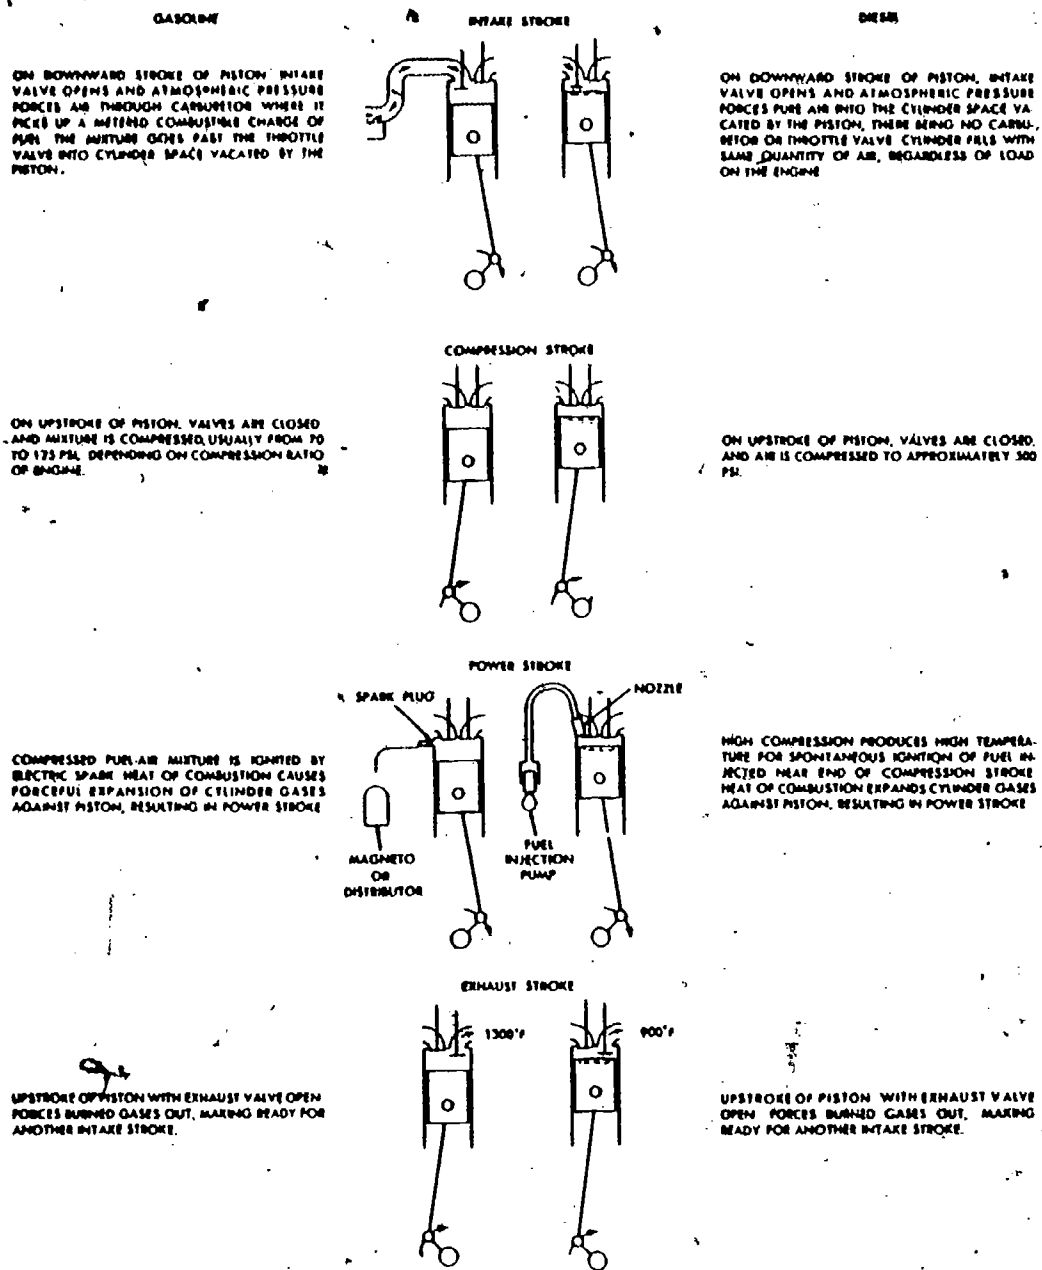 GASOLINE
INTAKE STROKE
DIESEL
ON DOWNWARD STROKE OF PISTON INTAKE
VALVE OPENS AND ATMOSPHERIC PRESSURE
FORCES AIR THROUGH CARBURETOR WHERE IT
PICKS UP A METERED COMBUSTIBLE CHARGE OF
FUEL THE MIXTURE GOES PAST THE THROTTLE
VALVE INTO CYLINDER SPACE VACATED BY THE
PISTON.
ON DOWNWARD STROKE OF PISTON, INTAKE
VALVE OPENS AND ATMOSPHERIC PRESSURE
FORCES PURE AIR INTO THE CYLINDER SPACE VA-
CATED BY THE PISTON, THERE BEING NO CARBU-
RETOR OR THROTTLE VALVE CYLINDER FILLS WITH
SAME QUANTITY OF AIR, REGARDLESS OF LOAD
ON THE ENGINE
COMPRESSION STROKE
ON UPSTROKE OF PISTON, VALVES ARE CLOSED
AND MIXTURE IS COMPRESSED, USUALLY FROM 70
TO 175 PSI, DEPENDING ON COMPRESSION RATIO
OF ENGINE.
ON UPSTROKE OF PISTON, VALVES ARE CLOSED,
AND AIR IS COMPRESSED TO APPROXIMATELY 500
PSI.
POWER STROKE
SPARK PLUG
NOZZLE
COMPRESSED FUEL-AIR MIXTURE IS IGNITED BY
ELECTRIC SPARK HEAT OF COMBUSTION CAUSES
FORCEFUL EXPANSION OF CYLINDER GASES
AGAINST PISTON, RESULTING IN POWER STROKE
HIGH COMPRESSION PRODUCES HIGH TEMPERA-
TURE FOR SPONTANEOUS IGNITION OF FUEL IN-
JECTED NEAR END OF COMPRESSION STROKE
HEAT OF COMBUSTION EXPANDS CYLINDER GASES
AGAINST PISTON, RESULTING IN POWER STROKE
MAGNETO
OR
DISTRIBUTOR
FUEL
INJECTION
PUMP
EXHAUST STROKE
1300°F
900°F
UPSTROKE OF PISTON WITH EXHAUST VALVE OPEN
FORCES BURNED GASES OUT, MAKING READY FOR
ANOTHER INTAKE STROKE.
UPSTROKE OF PISTON WITH EXHAUST VALVE
OPEN FORCES BURNED GASES OUT, MAKING
READY FOR ANOTHER INTAKE STROKE.